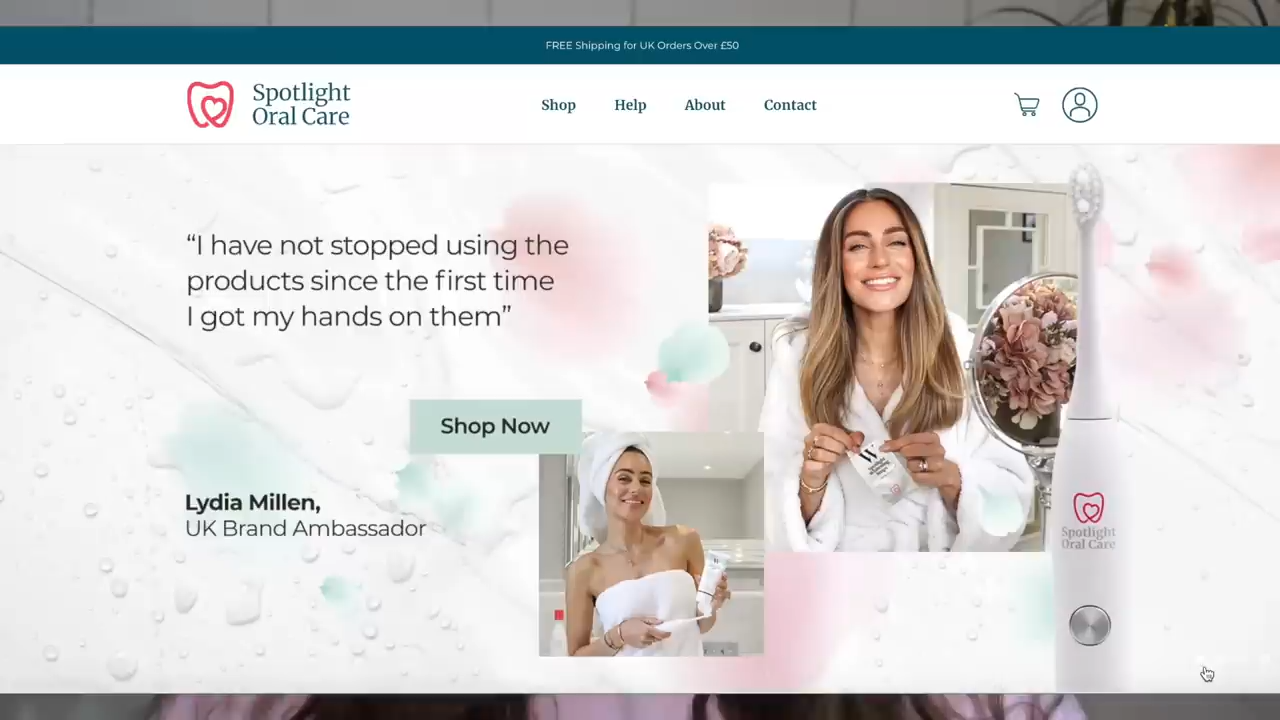 FREE Shipping for UK Orders Over £50
Spotlight
Oral Care
Shop
Help
About
Contact
“I have not stopped using the
products since the first time
I got my hands on them”
Shop Now
Lydia Millen,
UK Brand Ambassador
W
W
Spotlight
Oral Care